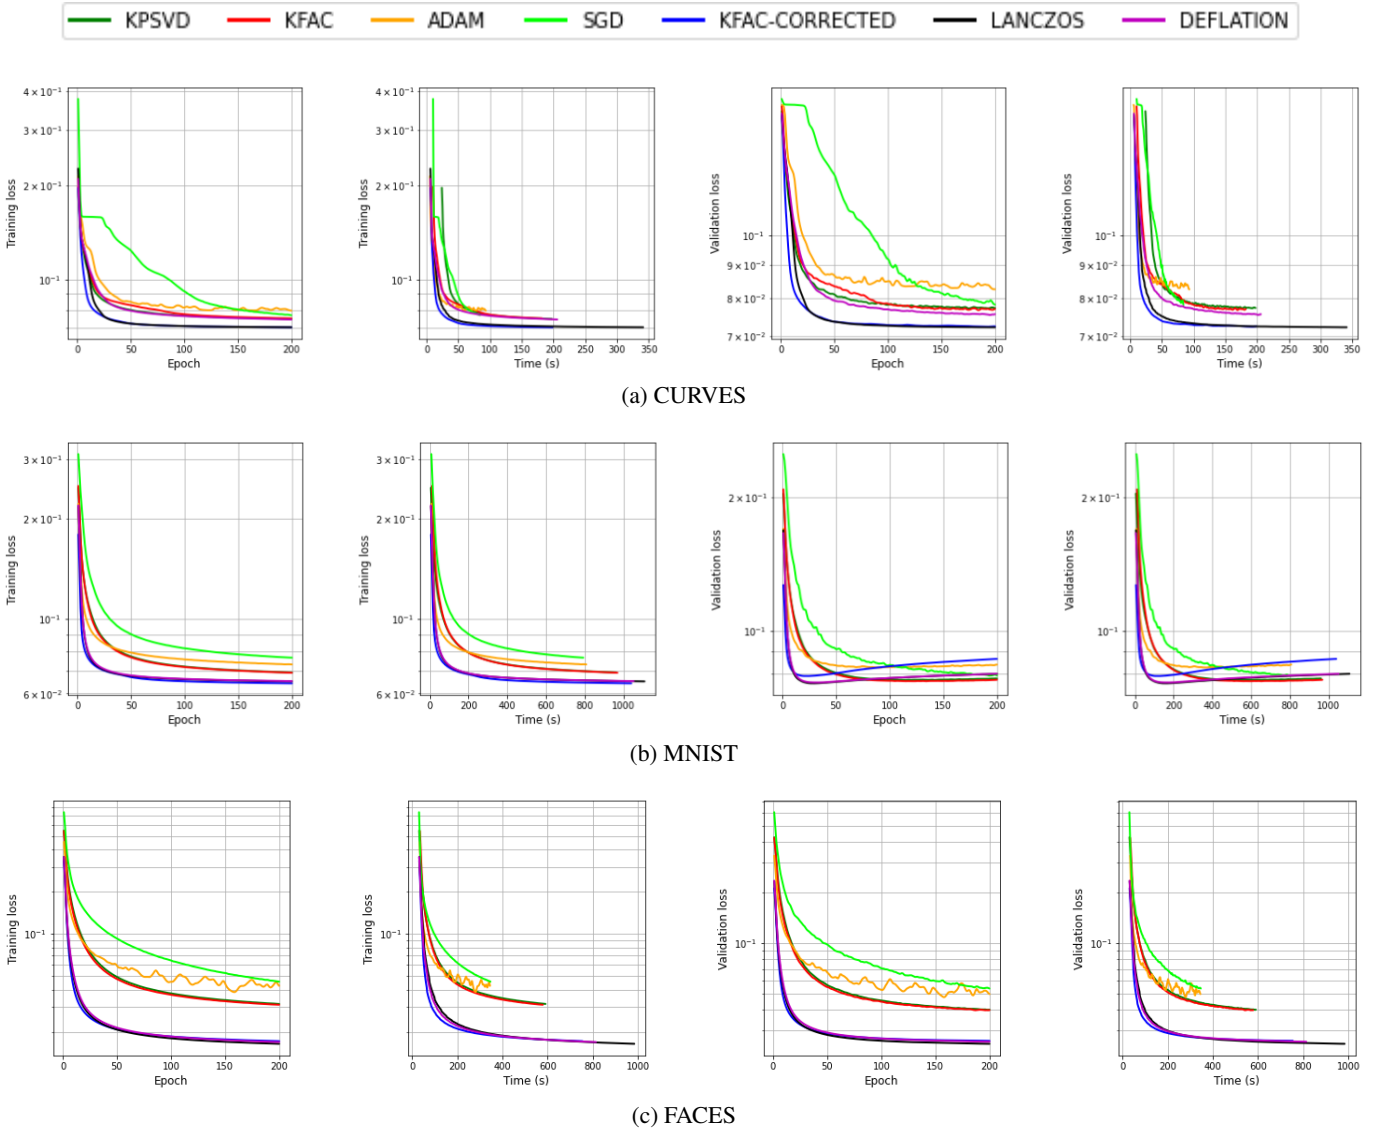 KPSVD KFAC ADAM SGD KFAC-CORRECTED LANCZOS DEFLATION
4 × 10⁻¹
3 × 10⁻¹
2 × 10⁻¹
10⁻¹
Training loss
0 50 100 150 200
Epoch
4 × 10⁻¹
3 × 10⁻¹
2 × 10⁻¹
10⁻¹
Training loss
0 50 100 150 200 250 300 350
Time (s)
10⁻¹
9 × 10⁻²
8 × 10⁻²
7 × 10⁻²
Validation loss
0 50 100 150 200
Epoch
10⁻¹
9 × 10⁻²
8 × 10⁻²
7 × 10⁻²
Validation loss
0 50 100 150 200 250 300 350
Time (s)
(a) CURVES
3 × 10⁻¹
2 × 10⁻¹
10⁻¹
6 × 10⁻²
Training loss
0 50 100 150 200
Epoch
3 × 10⁻¹
2 × 10⁻¹
10⁻¹
6 × 10⁻²
Training loss
0 200 400 600 800 1000
Time (s)
2 × 10⁻¹
10⁻¹
Validation loss
0 50 100 150 200
Epoch
2 × 10⁻¹
10⁻¹
Validation loss
0 200 400 600 800 1000
Time (s)
(b) MNIST
10⁻¹
Training loss
0 50 100 150 200
Epoch
10⁻¹
Training loss
0 200 400 600 800 1000
Time (s)
10⁻¹
Validation loss
0 50 100 150 200
Epoch
10⁻¹
Validation loss
0 200 400 600 800 1000
Time (s)
(c) FACES